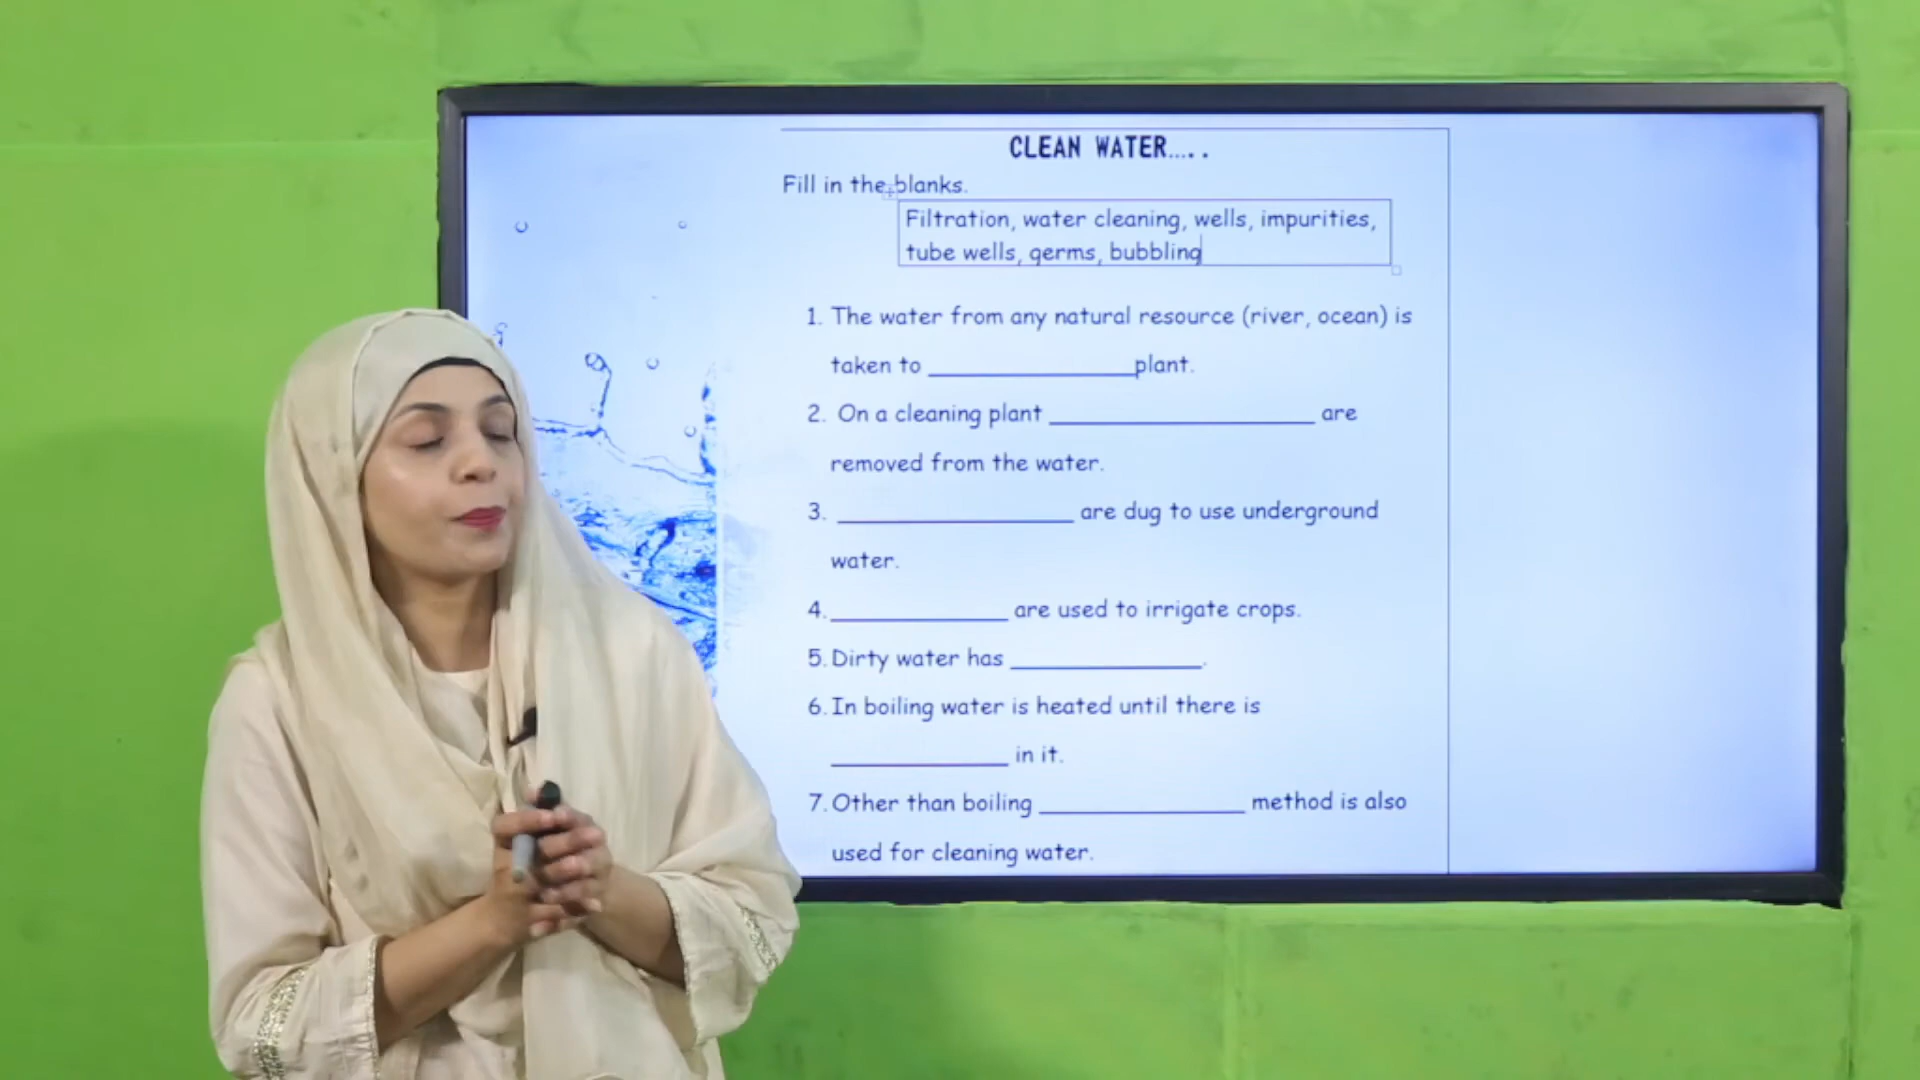 CLEAN WATER.....
Fill in the blanks.
Filtration, water cleaning, wells, impurities,
tube wells, germs, bubbling
1. The water from any natural resource (river, ocean) is
taken to ________________plant.
2. On a cleaning plant ____________________ are
removed from the water.
3. __________________ are dug to use underground
water.
4._____________ are used to irrigate crops.
5. Dirty water has ______________.
6. In boiling water is heated until there is
_____________ in it.
7. Other than boiling ________________ method is also
used for cleaning water.